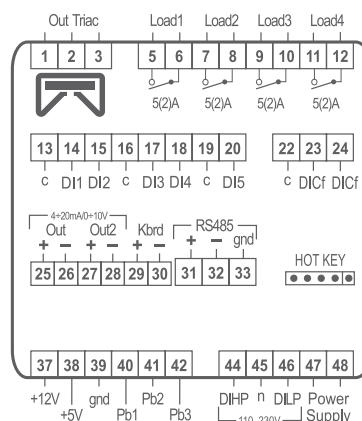 Out Triac Load1 Load2 Load3 Load4
1 2 3 5 6 7 8 9 10 11 12
5(2)A 5(2)A 5(2)A 5(2)A
13 14 15 16 17 18 19 20 22 23 24
c DI1 DI2 c DI3 DI4 c DI5 c DICf DICf
4÷20mA/0÷10V
Out Out2 Kbrd RS485
+ − + − + − + − gnd
25 26 27 28 29 30 31 32 33
HOT KEY
37 38 39 40 41 42 44 45 46 47 48
+12V gnd Pb2 DIHP n DILP Power
+5V Pb1 Pb3 110-230V Supply